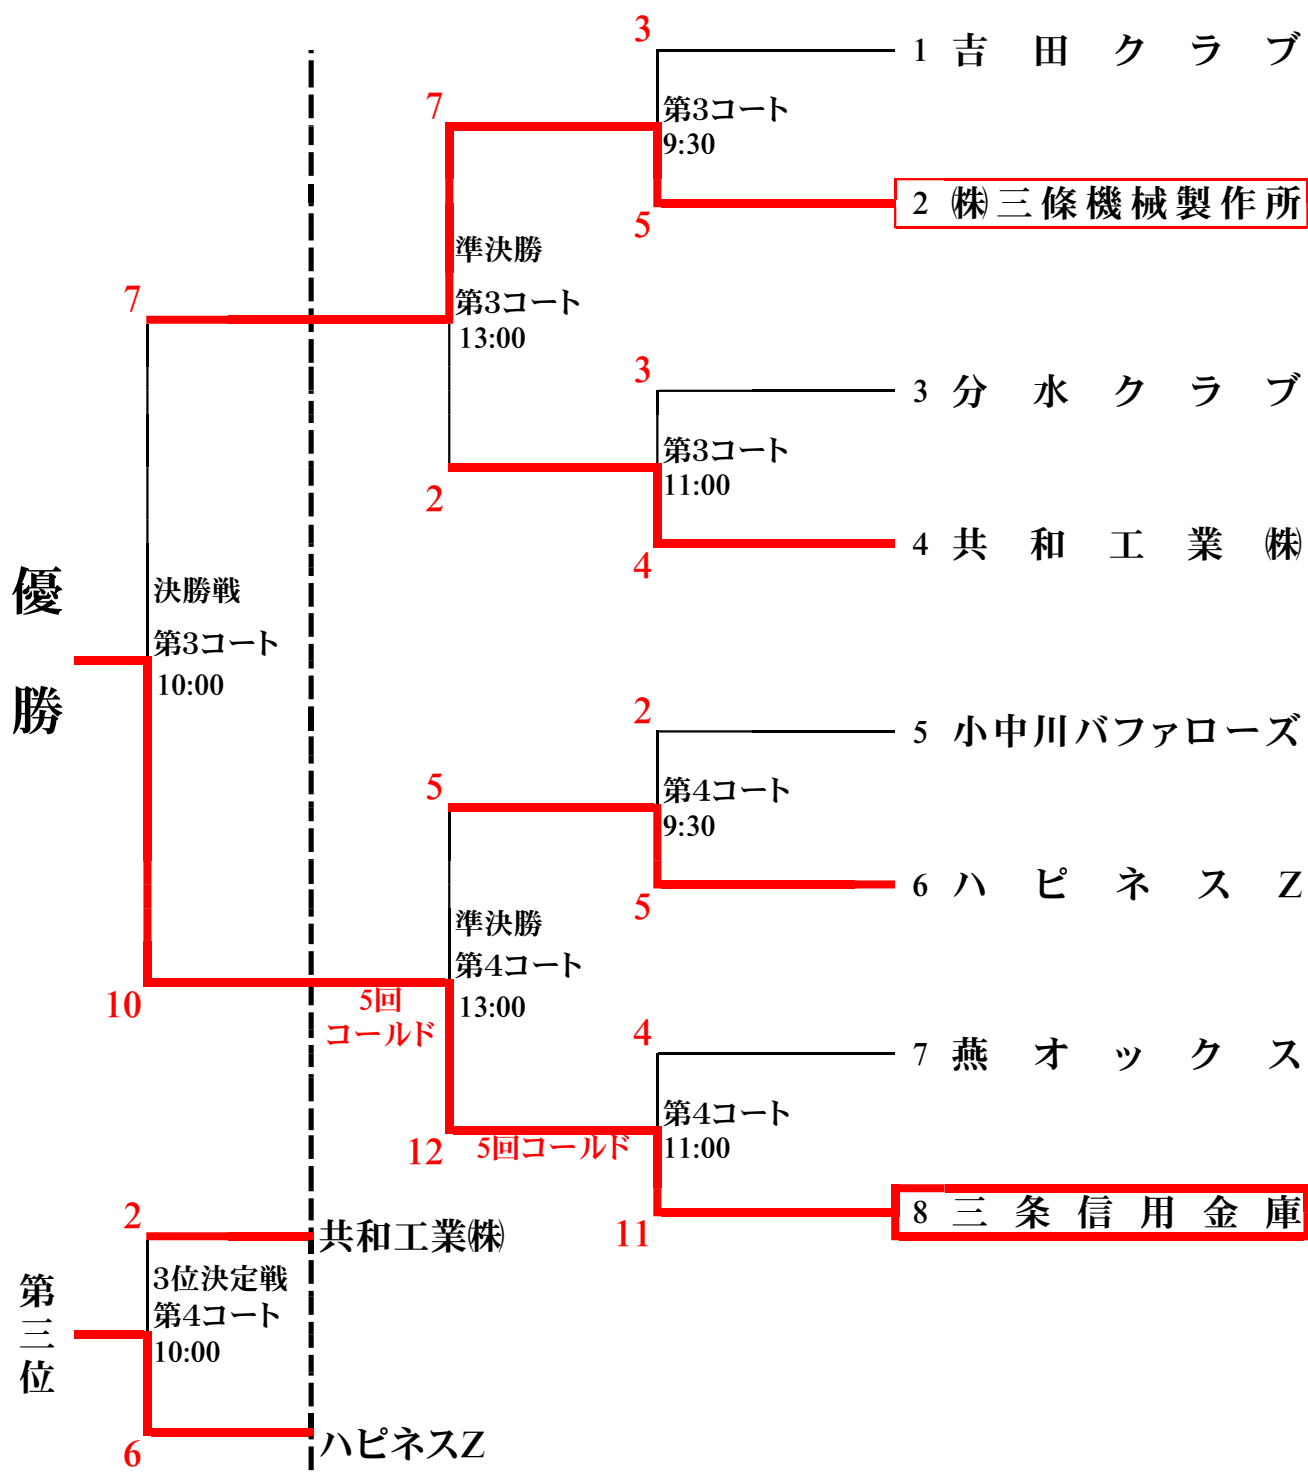 3
1 吉田クラブ
7
第3コート
9:30
2 ㈱三條機械製作所
5
準決勝
7
第3コート
13:00
3
3 分水クラブ
第3コート
11:00
2
4 共和工業㈱
4
優勝
決勝戦
第3コート
10:00
2
5 小中川バファローズ
5
第4コート
9:30
6 ハピネスZ
5
準決勝
第4コート
13:00
10
5回
コールド
4
7 燕オックス
第4コート
11:00
12
5回コールド
8 三条信用金庫
11
2
共和工業㈱
第三位
3位決定戦
第4コート
10:00
6
ハピネスZ